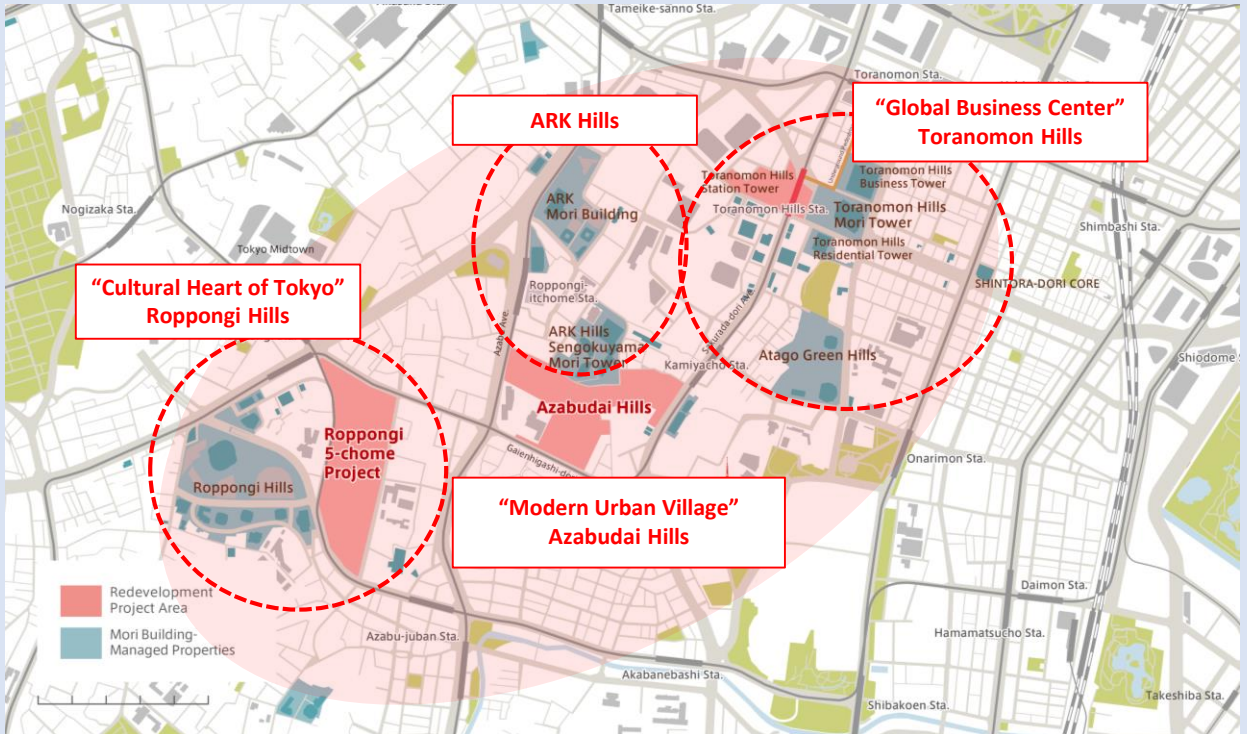 Tameike-sanno Sta.
Toranomon Sta.
ARK Hills
“Global Business Center”
Toranomon Hills
Toranomon Hills
Station Tower
Toranomon Hills
Business Tower
Toranomon Hills Sta.
Toranomon Hills
Mori Tower
Toranomon Hills
Residential Tower
ARK
Mori Building
Nogizaka Sta.
Tokyo Midtown
Shimbashi Sta.
“Cultural Heart of Tokyo”
Roppongi Hills
Roppongi-
itchome Sta.
SHINTORA-DORI CORE
Azabu Ave.
ARK Hills
Sengokuyama
Mori Tower
Kamiyacho Sta.
Atago Green Hills
Shiodome
Azabudai Hills
Roppongi
5-chome
Project
Onarimon Sta.
Roppongi Hills
“Modern Urban Village”
Azabudai Hills
Redevelopment
Project Area
Mori Building-
Managed Properties
Daimon Sta.
Azabu-juban Sta.
Hamamatsucho Sta.
Akabanebashi Sta.
Takeshiba Sta.
Shibakoen Sta.